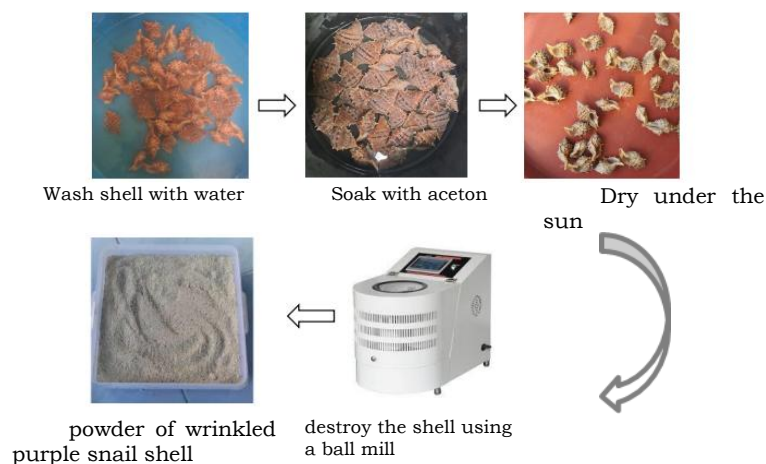 Wash shell with water
Soak with aceton
Dry under the
sun
powder of wrinkled
purple snail shell
destroy the shell using
a ball mill